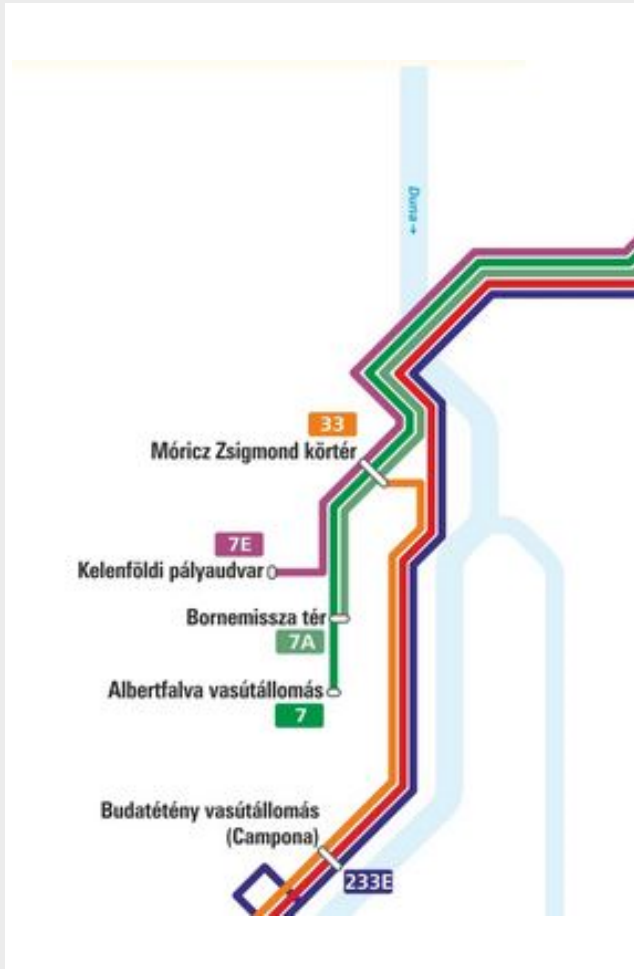 Duna→
33
Móricz Zsigmond körtér
7E
Kelenföldi pályaudvar
Bornemissza tér
7A
Albertfalva vasútállomás
7
Budatétény vasútállomás
(Campona)
233E